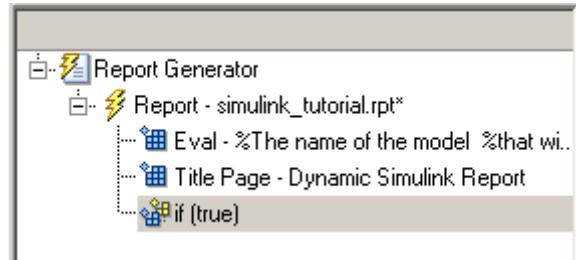 Report Generator
Report - simulink_tutorial.rpt*
Eval - %The name of the model %that wi..
Title Page - Dynamic Simulink Report
if (true)